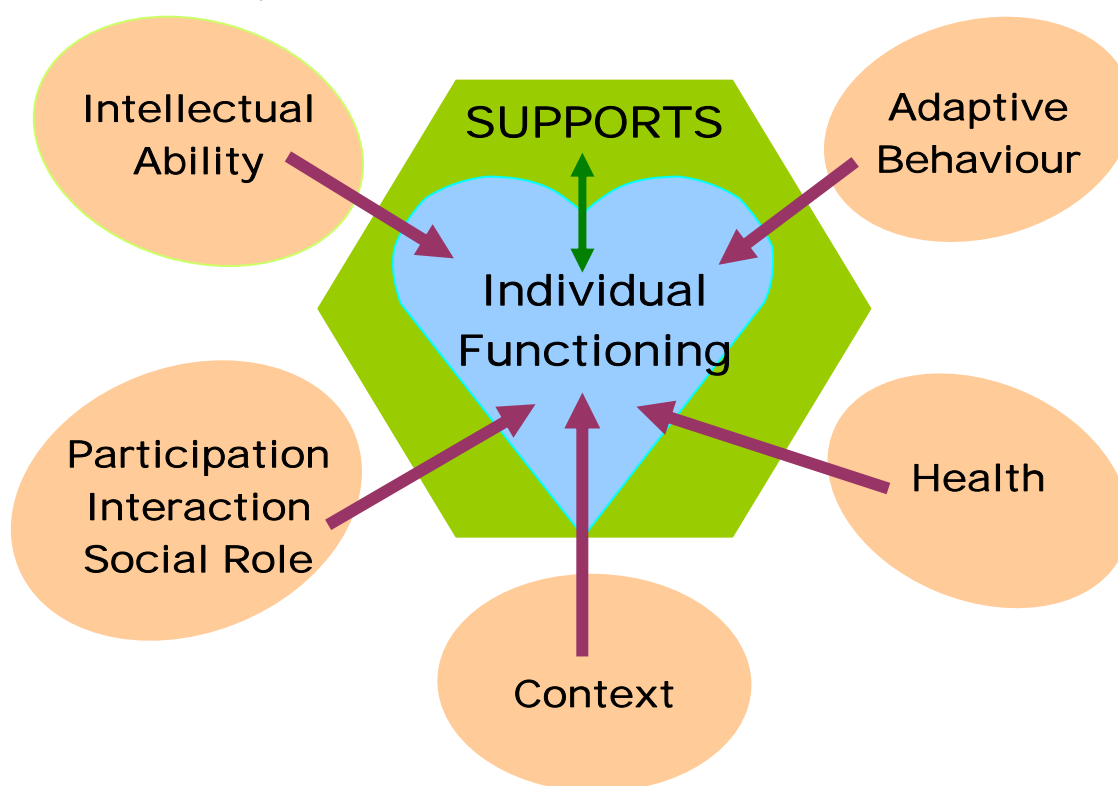 Intellectual
Ability
SUPPORTS
Adaptive
Behaviour
Individual
Functioning
Participation
Interaction
Social Role
Health
Context